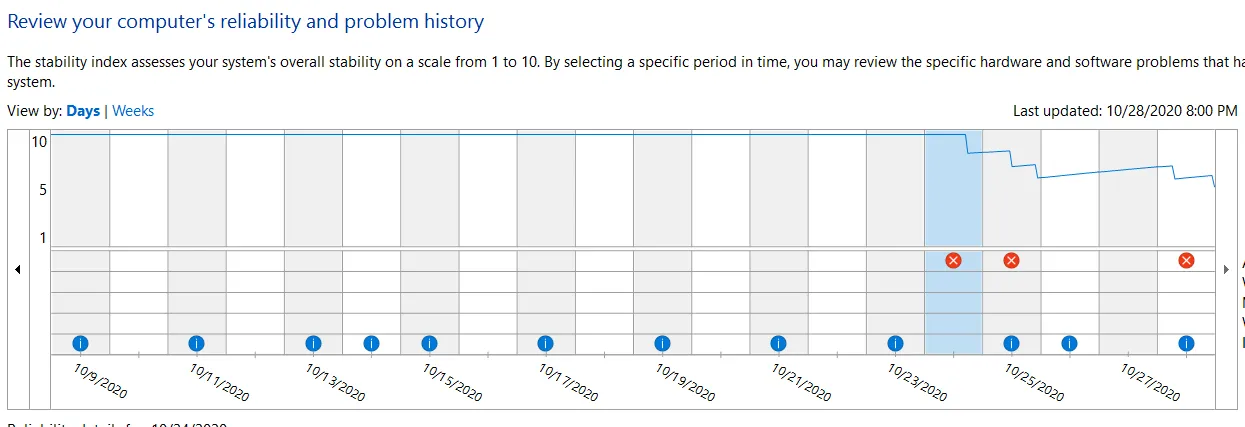 Review your computer's reliability and problem history
The stability index assesses your system's overall stability on a scale from 1 to 10. By selecting a specific period in time, you may review the specific hardware and software problems that ha
system.
View by: Days | Weeks
Last updated: 10/28/2020 8:00 PM
10
5
1
10/9/2020
10/11/2020
10/13/2020
10/15/2020
10/17/2020
10/19/2020
10/21/2020
10/23/2020
10/25/2020
10/27/2020